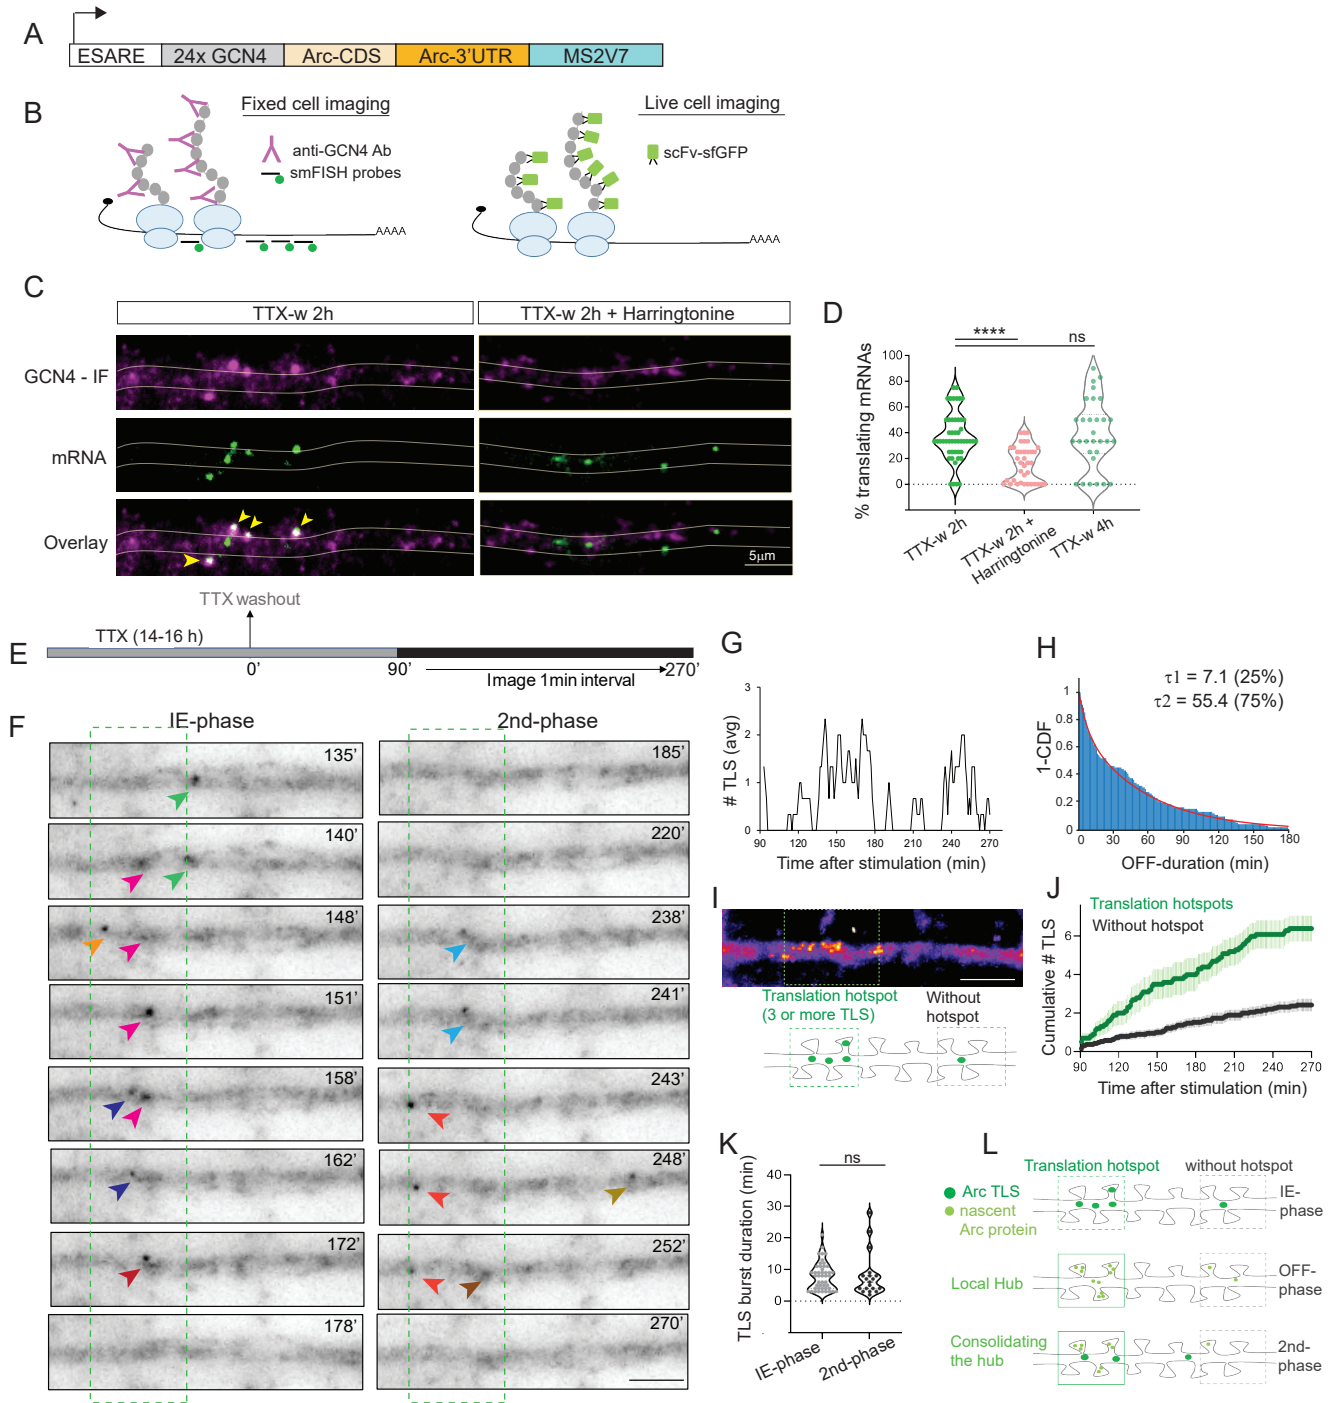 A
ESARE 24x GCN4 Arc-CDS Arc-3'UTR MS2V7
B
Fixed cell imaging
anti-GCN4 Ab
smFISH probes
AAAA
Live cell imaging
scFv-sfGFP
AAAA
C
TTX-w 2h
TTX-w 2h + Harringtonine
GCN4 - IF
mRNA
Overlay
5µm
D
% translating mRNAs
100
80
60
40
20
0
****
ns
TTX-w 2h
TTX-w 2h +
Harringtonine
TTX-w 4h
E
TTX washout
TTX (14-16 h)
0'
90'
270'
Image 1min interval
F
IE-phase
2nd-phase
135'
140'
148'
151'
158'
162'
172'
178'
185'
220'
238'
241'
243'
248'
252'
270'
G
# TLS (avg)
3
2
1
0
90 120 150 180 210 240 270
Time after stimulation (min)
H
τ1 = 7.1 (25%)
τ2 = 55.4 (75%)
1-CDF
1
0.8
0.6
0.4
0.2
0
0 30 60 90 120 150 180
OFF-duration (min)
I
Translation hotspot
(3 or more TLS)
Without
hotspot
J
Translation hotspots
Without hotspot
Cumulative # TLS
6
4
2
0
90 120 150 180 210 240 270
Time after stimulation (min)
K
ns
TLS burst duration (min)
40
30
20
10
0
IE-phase
2nd-phase
L
Translation hotspot
without hotspot
Arc TLS
nascent
Arc protein
IE-
phase
Local Hub
OFF-
phase
Consolidating
the hub
2nd-
phase